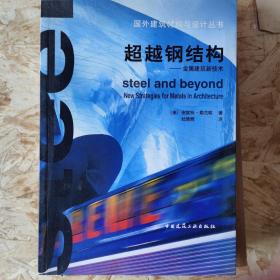 国外建筑设计与设计丛书
超越钢结构
——金属建筑新技术
steel and beyond
New Strategies for Metals in Architecture
steel
中国建筑工业出版社